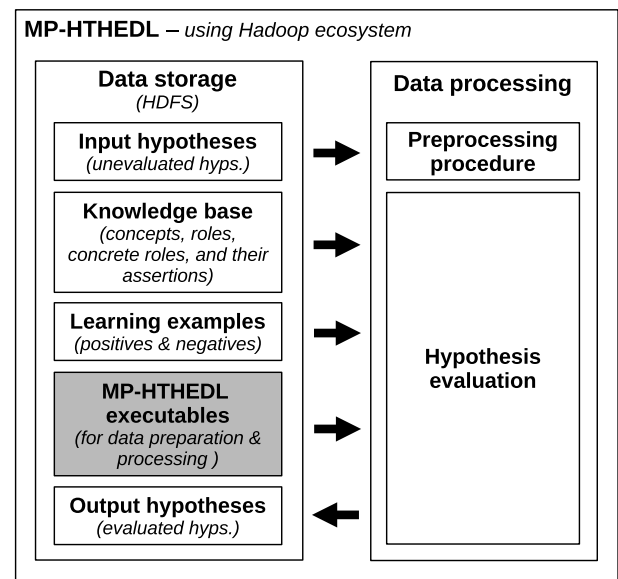 MP-HTHEDL – using Hadoop ecosystem
Data storage
(HDFS)
Input hypotheses
(unevaluated hyps.)
Knowledge base
(concepts, roles,
concrete roles, and their
assertions)
Learning examples
(positives & negatives)
MP-HTHEDL
executables
(for data preparation &
processing )
Output hypotheses
(evaluated hyps.)
Data processing
Preprocessing
procedure
Hypothesis
evaluation